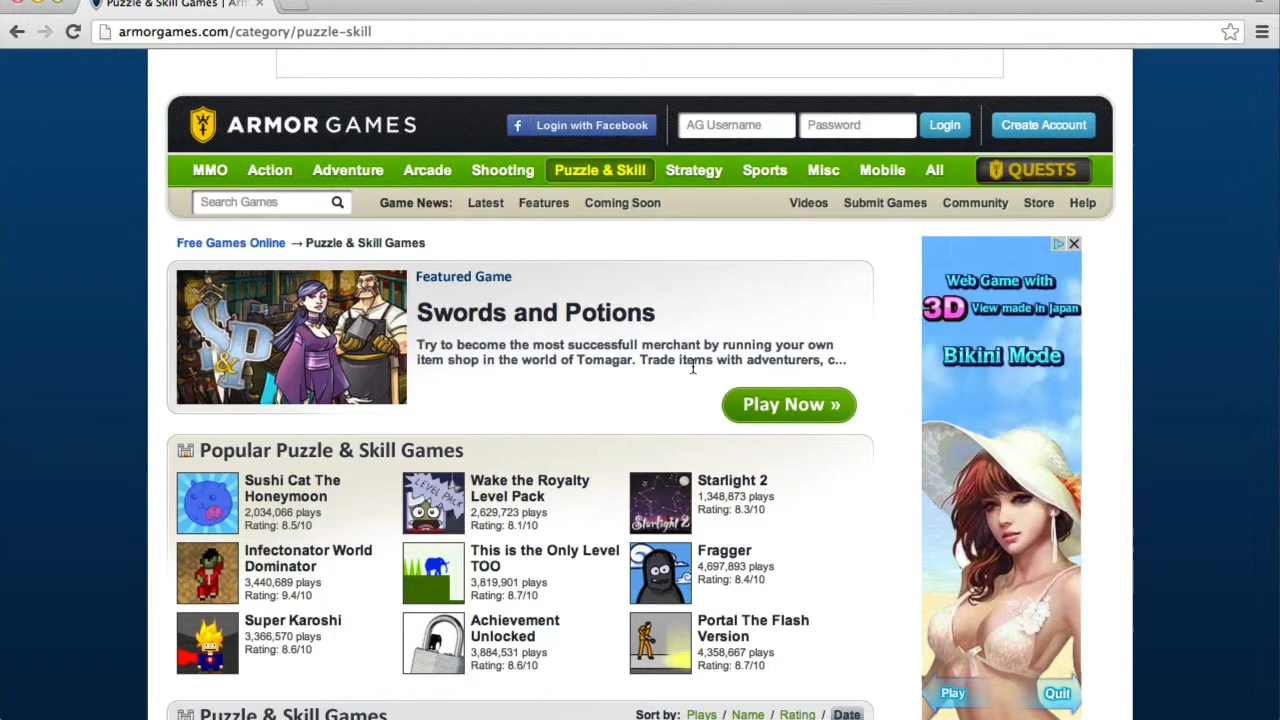 Puzzle & Skill Games | Arm
armorgames.com/category/puzzle-skill
ARMOR GAMES
f Login with Facebook
AG Username
Password
Login
Create Account
MMO Action Adventure Arcade Shooting Puzzle & Skill Strategy Sports Misc Mobile All QUESTS
Search Games
Game News: Latest Features Coming Soon
Videos Submit Games Community Store Help
Free Games Online → Puzzle & Skill Games
S&P
Featured Game
Swords and Potions
Try to become the most successfull merchant by running your own
item shop in the world of Tomagar. Trade items with adventurers, c...
Play Now »
Popular Puzzle & Skill Games
Sushi Cat The
Honeymoon
2,034,066 plays
Rating: 8.5/10
LEVEL PACK
Wake the Royalty
Level Pack
2,629,723 plays
Rating: 8.1/10
Starlight 2
Starlight 2
1,348,873 plays
Rating: 8.3/10
Infectonator World
Dominator
3,440,689 plays
Rating: 9.4/10
This is the Only Level
TOO
3,819,901 plays
Rating: 8.7/10
Fragger
4,697,893 plays
Rating: 8.4/10
Super Karoshi
3,366,570 plays
Rating: 8.6/10
Achievement
Unlocked
3,884,531 plays
Rating: 8.6/10
Portal The Flash
Version
4,358,667 plays
Rating: 8.7/10
Puzzle & Skill Games
Sort by: Plays / Name / Rating / Date
Web Game with
3D View made in Japan
Bikini Mode
Play
Quit